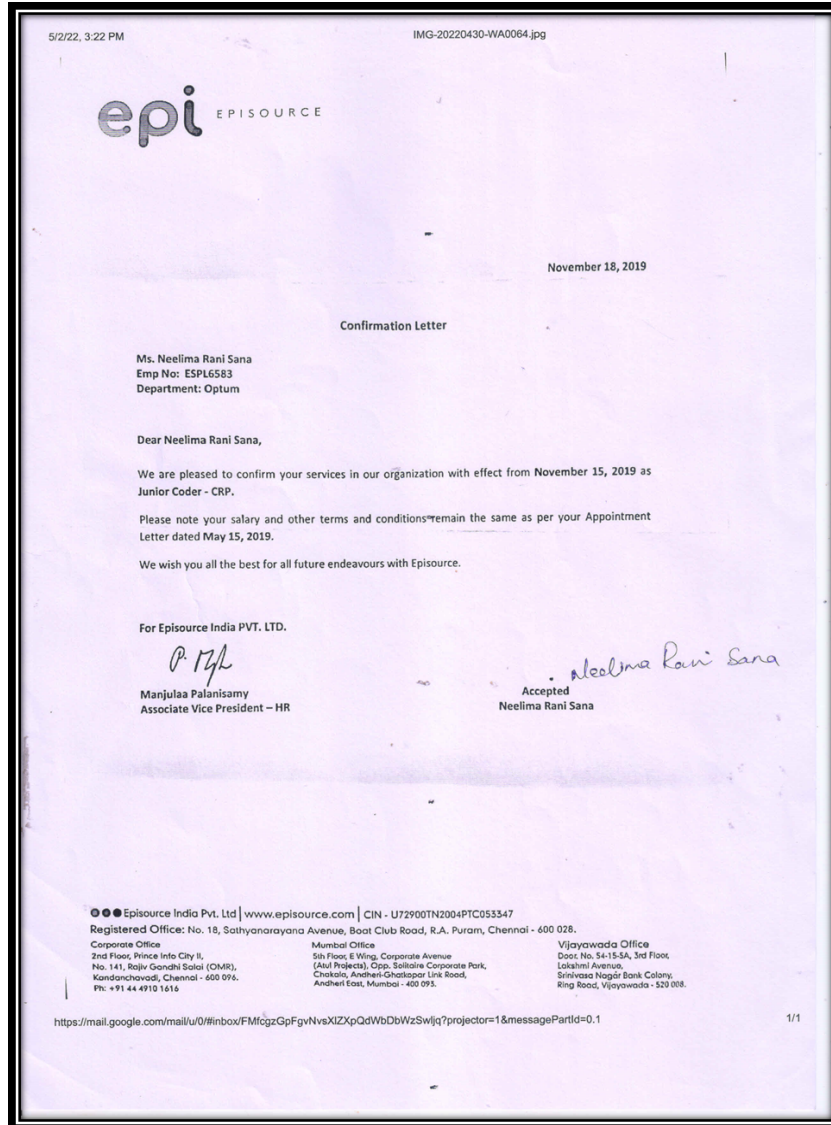 5/2/22, 3:22 PM IMG-20220430-WA0064.jpg
epi EPISOURCE
November 18, 2019
Confirmation Letter
Ms. Neelima Rani Sana
Emp No: ESPL6583
Department: Optum
Dear Neelima Rani Sana,
We are pleased to confirm your services in our organization with effect from November 15, 2019 as
Junior Coder - CRP.
Please note your salary and other terms and conditions remain the same as per your Appointment
Letter dated May 15, 2019.
We wish you all the best for all future endeavours with Episource.
For Episource India PVT. LTD.
Neelima Rani Sana
Manjulaa Palanisamy
Associate Vice President – HR
Accepted
Neelima Rani Sana
Episource India Pvt. Ltd | www.episource.com | CIN - U72900TN2004PTC053347
Registered Office: No. 18, Sathyanarayana Avenue, Boat Club Road, R.A. Puram, Chennai - 600 028.
Corporate Office
2nd Floor, Prince Info City II,
No. 141, Rajiv Gandhi Salai (OMR),
Kandanchavadi, Chennai - 600 096.
Ph: +91 44 4910 1616
Mumbai Office
5th Floor, E Wing, Corporate Avenue
(Atul Projects), Opp. Solitaire Corporate Park,
Chakala, Andheri-Ghatkopar Link Road,
Andheri East, Mumbai - 400 093.
Vijayawada Office
Door. No. 54-15-5A, 3rd Floor,
Lakshmi Avenue,
Srinivasa Nagar Bank Colony,
Ring Road, Vijayawada - 520 008.
https://mail.google.com/mail/u/0/#inbox/FMfcgzGpFgvNvsXlZXpQdWbDbWzSwljq?projector=1&messagePartId=0.1 1/1